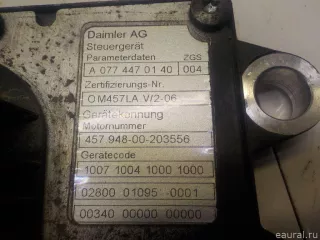 Daimler AG
Steuergerät
Parameterdaten ZGS
A 077 447 01 40 004
Zertifizierungs-Nr.
OM457LA V/2-06
Gerätekennung
Motornummer
457 948-00-203556
Gerätecode
1007 1004 1000 1000
02800 01095 0001
00340 00000 00000
eaural.ru